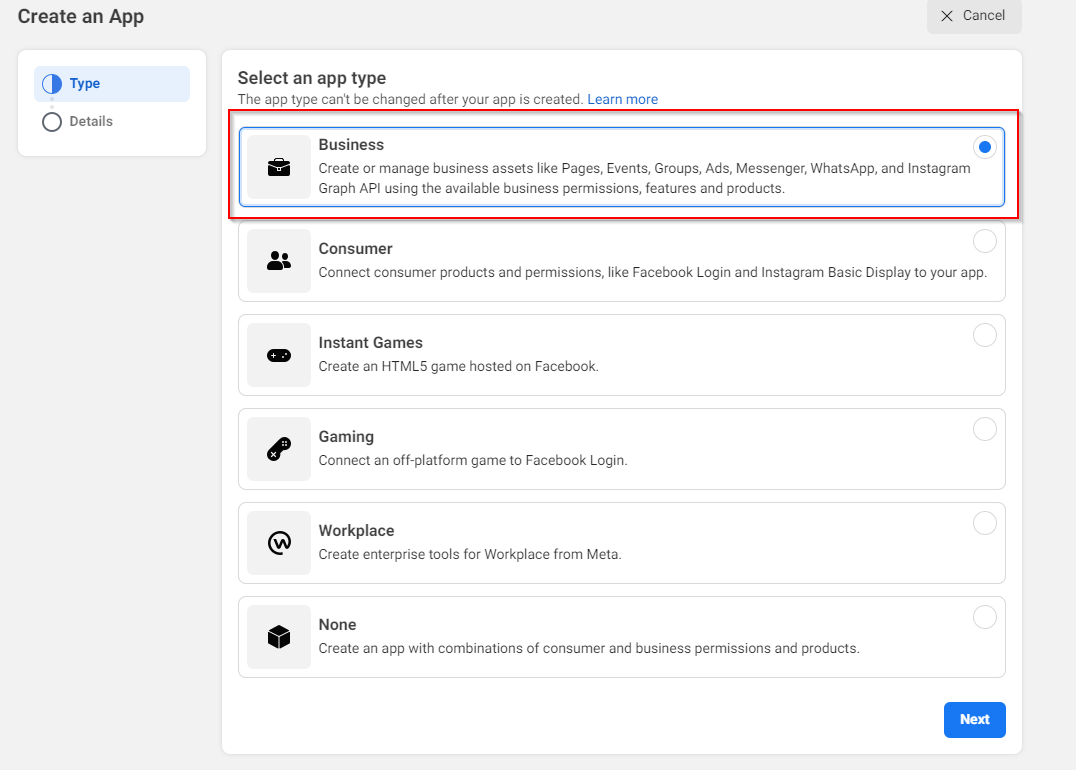 Create an App
Cancel
Type
Details
Select an app type
The app type can't be changed after your app is created. Learn more
Business
Create or manage business assets like Pages, Events, Groups, Ads, Messenger, WhatsApp, and Instagram
Graph API using the available business permissions, features and products.
Consumer
Connect consumer products and permissions, like Facebook Login and Instagram Basic Display to your app.
Instant Games
Create an HTML5 game hosted on Facebook.
Gaming
Connect an off-platform game to Facebook Login.
Workplace
Create enterprise tools for Workplace from Meta.
None
Create an app with combinations of consumer and business permissions and products.
Next